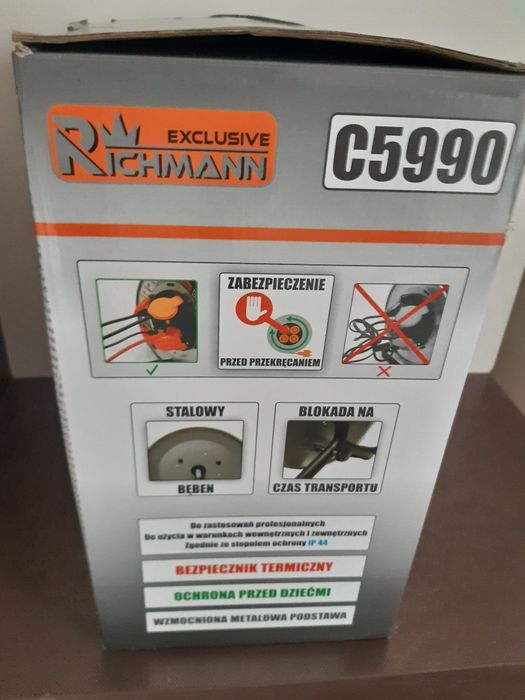 EXCLUSIVE
RICHMANN
C5990
ZABEZPIECZENIE
PRZED PRZEKRĘCANIEM
STALOWY
BĘBEN
BLOKADA NA
CZAS TRANSPORTU
Do zastosowań profesjonalnych
Do użycia w warunkach wewnętrznych i zewnętrznych
Zgodnie ze stopniem ochrony IP 44
BEZPIECZNIK TERMICZNY
OCHRONA PRZED DZIEĆMI
WZMOCNIONA METALOWA PODSTAWA